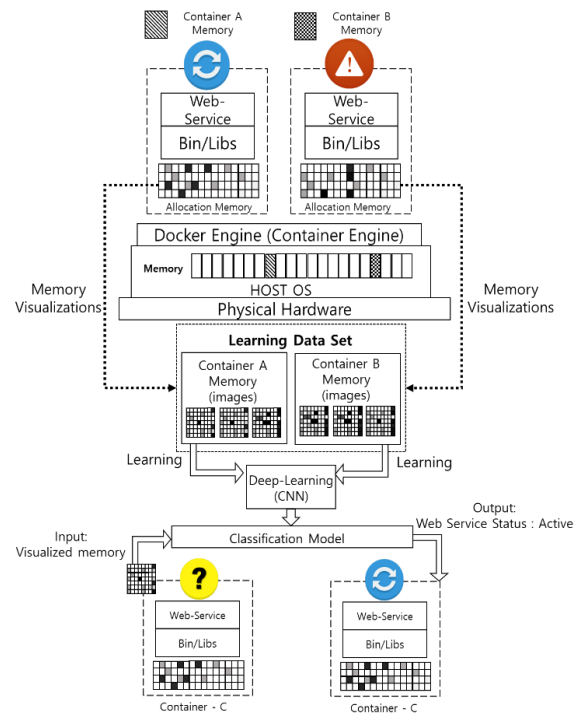 Container A
Memory
Container B
Memory
Web-
Service
Bin/Libs
Allocation Memory
Web-
Service
Bin/Libs
Allocation Memory
Docker Engine (Container Engine)
Memory
HOST OS
Physical Hardware
Memory
Visualizations
Memory
Visualizations
Learning Data Set
Container A
Memory
(images)
Container B
Memory
(images)
Learning
Learning
Deep-Learning
(CNN)
Input:
Visualized memory
Classification Model
Output:
Web Service Status : Active
?
Web-Service
Bin/Libs
Container - C
Web-Service
Bin/Libs
Container - C